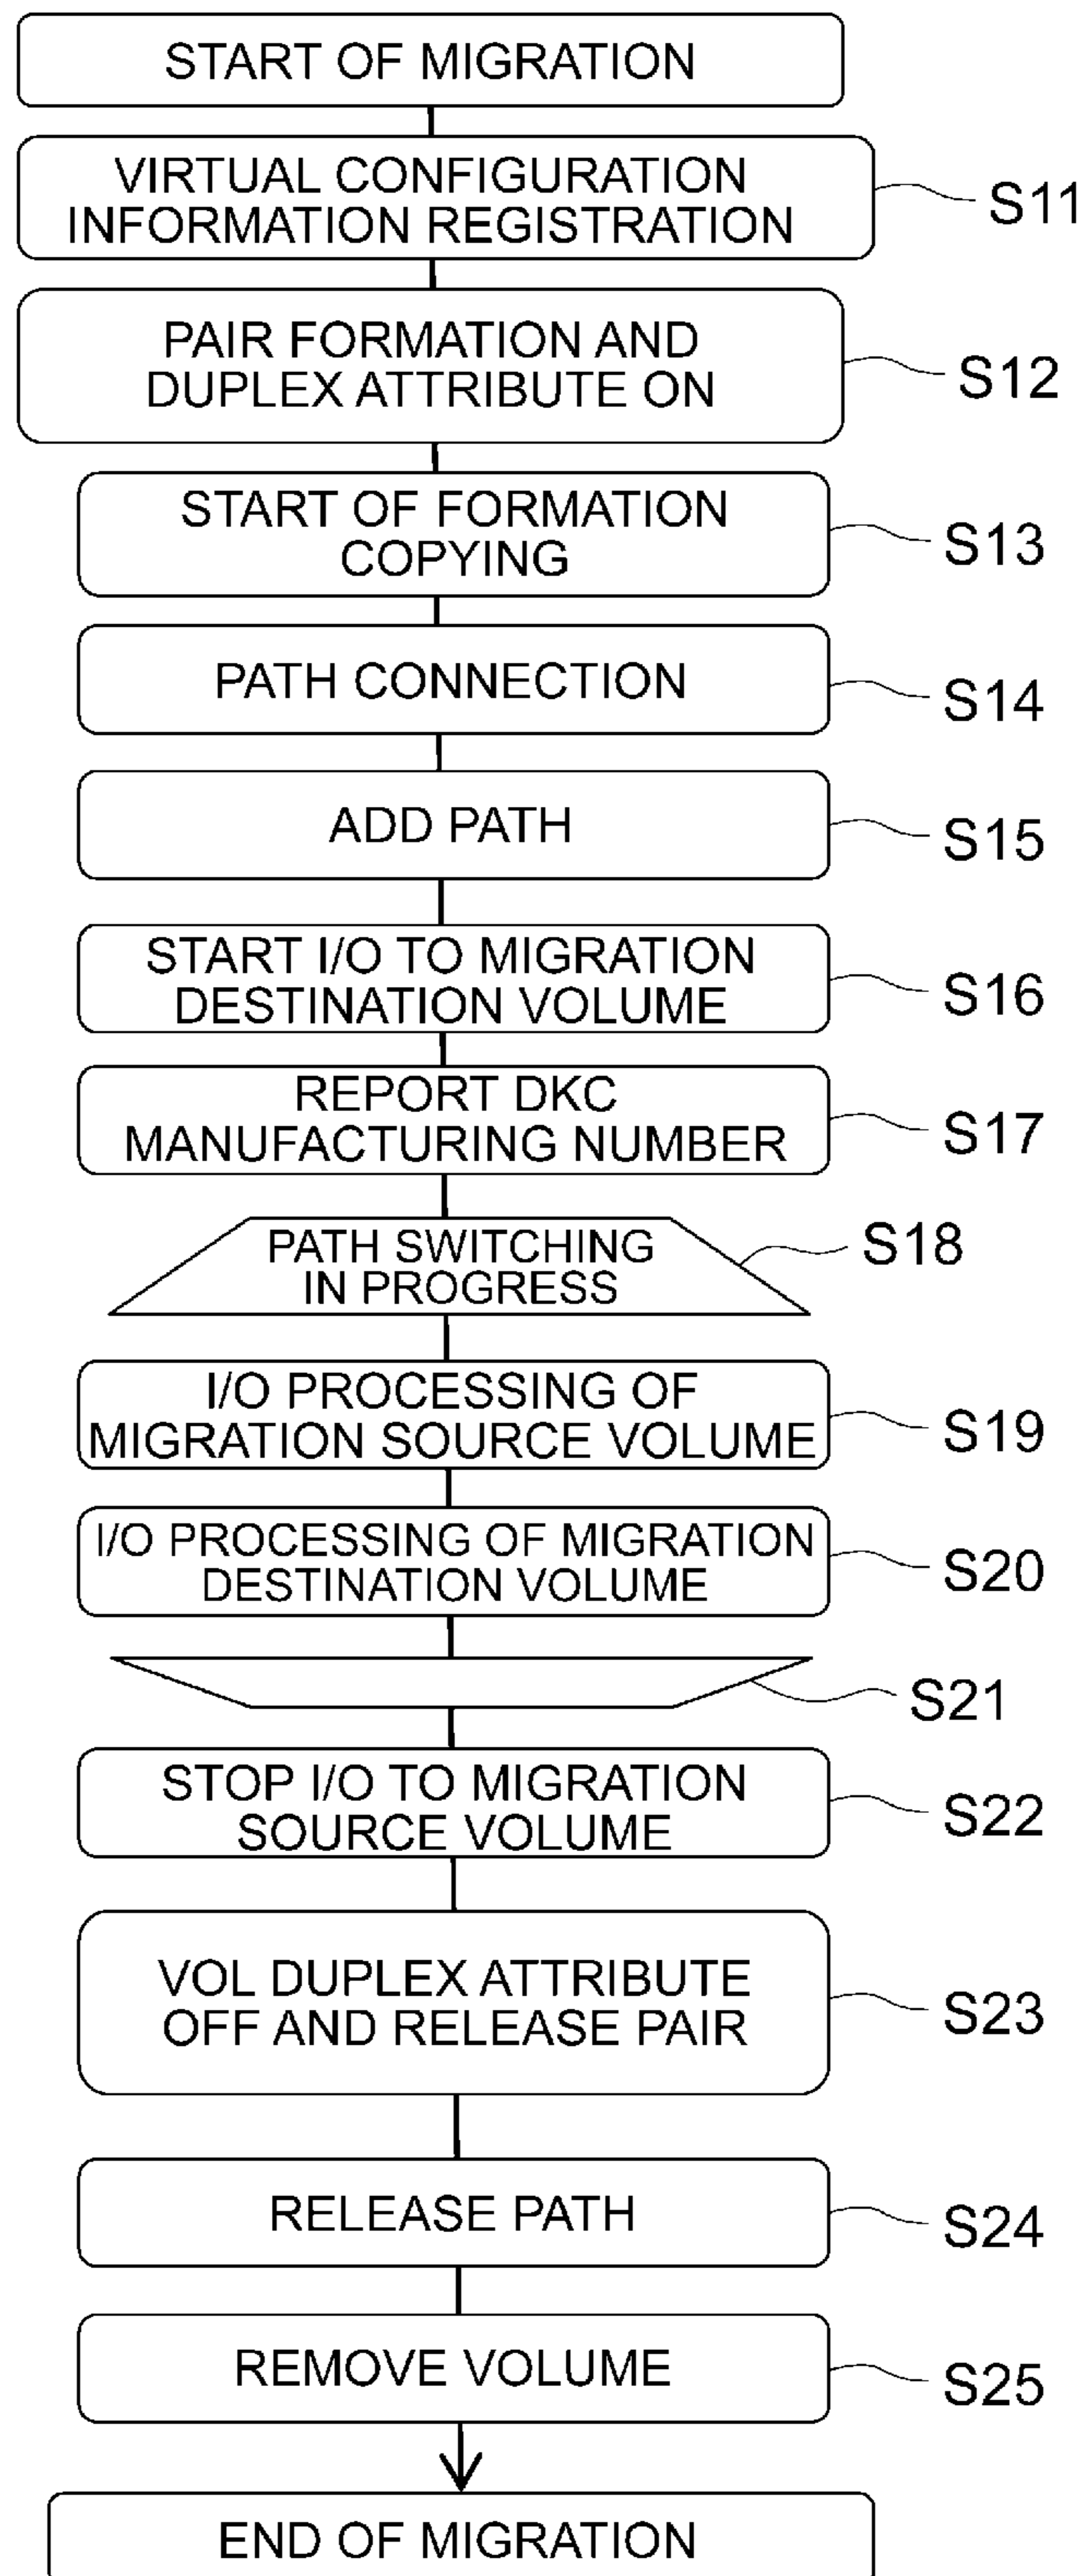 START OF MIGRATION
VIRTUAL CONFIGURATION
INFORMATION REGISTRATION
S11
PAIR FORMATION AND
DUPLEX ATTRIBUTE ON
S12
START OF FORMATION
COPYING
S13
PATH CONNECTION
S14
ADD PATH
S15
START I/O TO MIGRATION
DESTINATION VOLUME
S16
REPORT DKC
MANUFACTURING NUMBER
S17
PATH SWITCHING
IN PROGRESS
S18
I/O PROCESSING OF
MIGRATION SOURCE VOLUME
S19
I/O PROCESSING OF MIGRATION
DESTINATION VOLUME
S20
S21
STOP I/O TO MIGRATION
SOURCE VOLUME
S22
VOL DUPLEX ATTRIBUTE
OFF AND RELEASE PAIR
S23
RELEASE PATH
S24
REMOVE VOLUME
S25
END OF MIGRATION